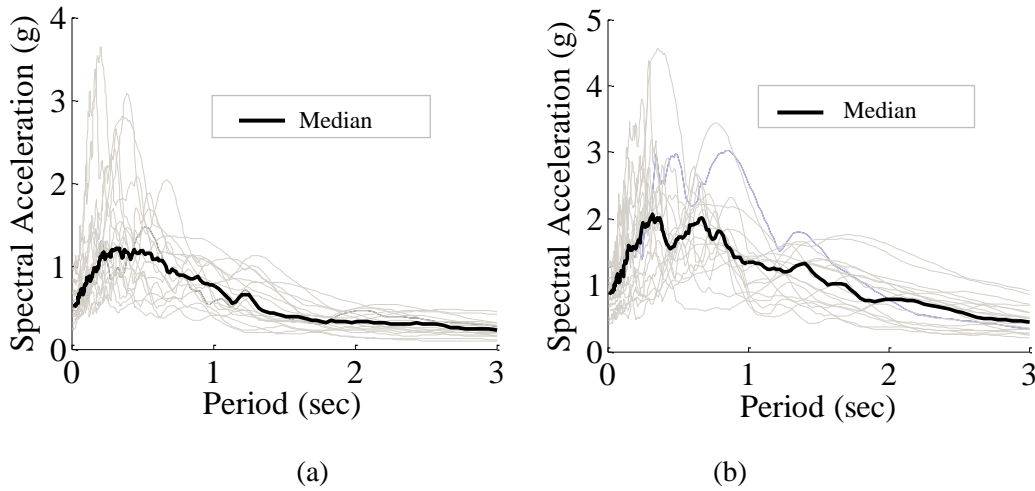 Spectral Acceleration (g)
4
3
2
1
0
Median
0 1 2 3
Period (sec)
(a)
Spectral Acceleration (g)
5
4
3
2
1
0
Median
0 1 2 3
Period (sec)
(b)